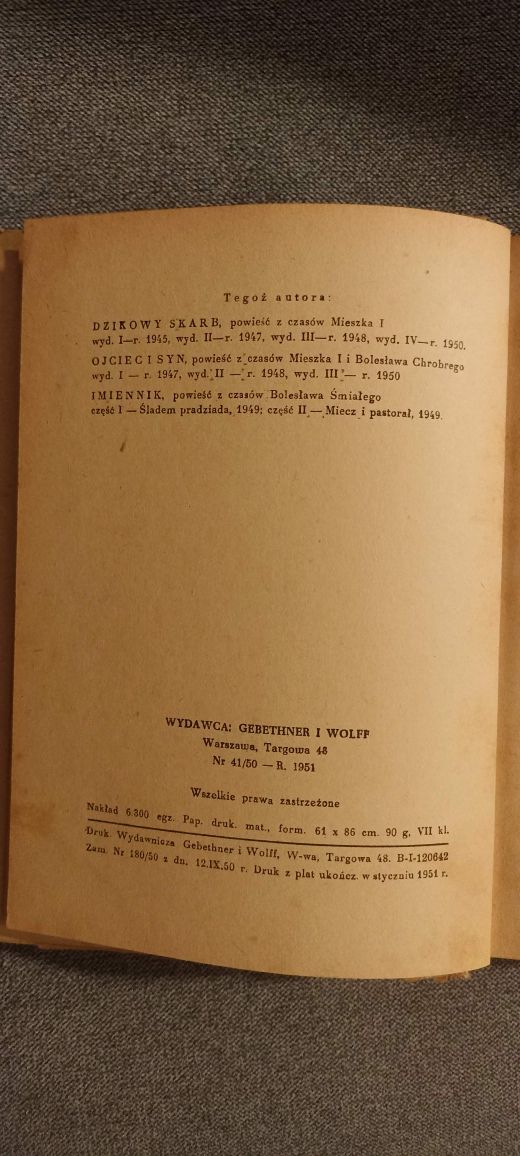 Tegoż autora:
DZIKOWY SKARB, powieść z czasów Mieszka I
wyd. I—r. 1945, wyd. II—r. 1947, wyd. III—r. 1948, wyd. IV—r. 1950.
OJCIEC I SYN, powieść z czasów Mieszka I i Bolesława Chrobrego
wyd. I — r. 1947, wyd. II — r. 1948, wyd. III — r. 1950
IMIENNIK, powieść z czasów Bolesława Śmiałego
część I — Śladem pradziada, 1949; część II — Miecz i pastorał, 1949.
WYDAWCA: GEBETHNER I WOLFF
Warszawa, Targowa 48
Nr 41/50 — R. 1951
Wszelkie prawa zastrzeżone
Nakład 6.300 egz. Pap. druk. mat., form. 61 x 86 cm. 90 g, VII kl.
Druk. Wydawnicza Gebethner i Wolff, W-wa, Targowa 48. B-I-120642
Zam. Nr 180/50 z dn. 12.IX.50 r. Druk z plat ukończ. w styczniu 1951 r.